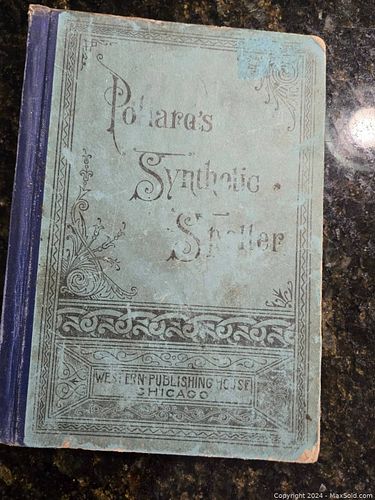 Pollard's
Synthetic
Speller
WESTERN PUBLISHING HOUSE
CHICAGO
Copyright © 2024 - MaxSold.com